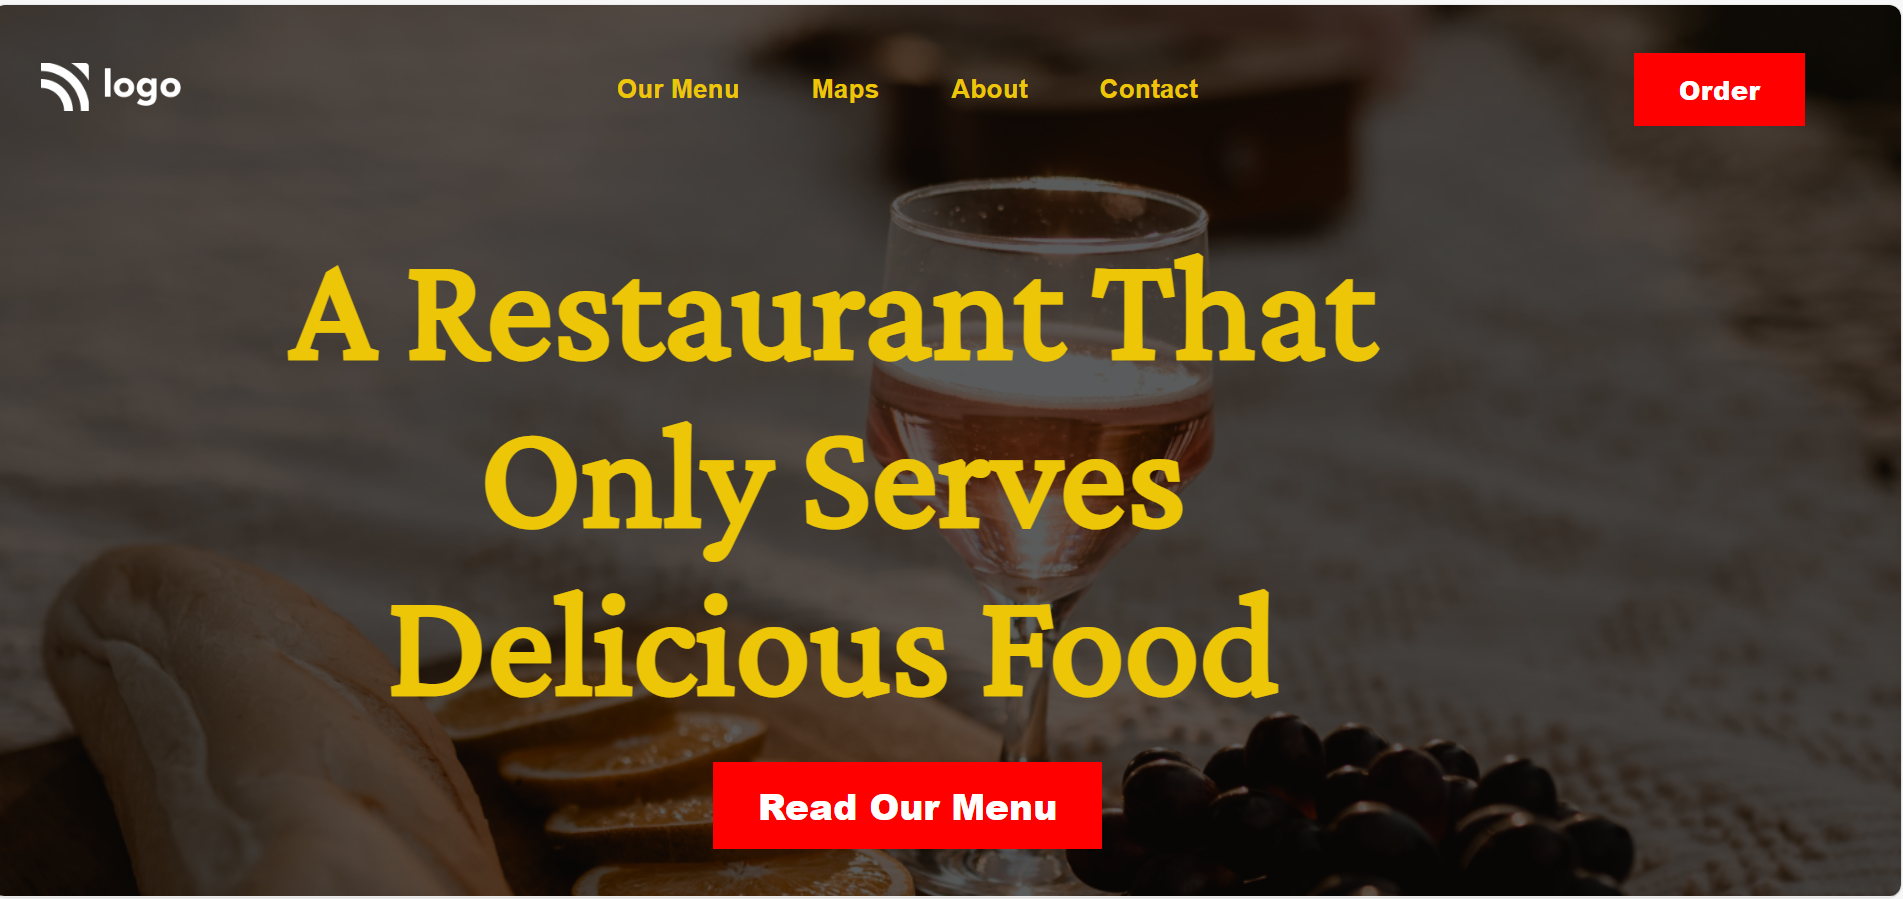 logo
Our Menu
Maps
About
Contact
Order
A Restaurant That
Only Serves
Delicious Food
Read Our Menu